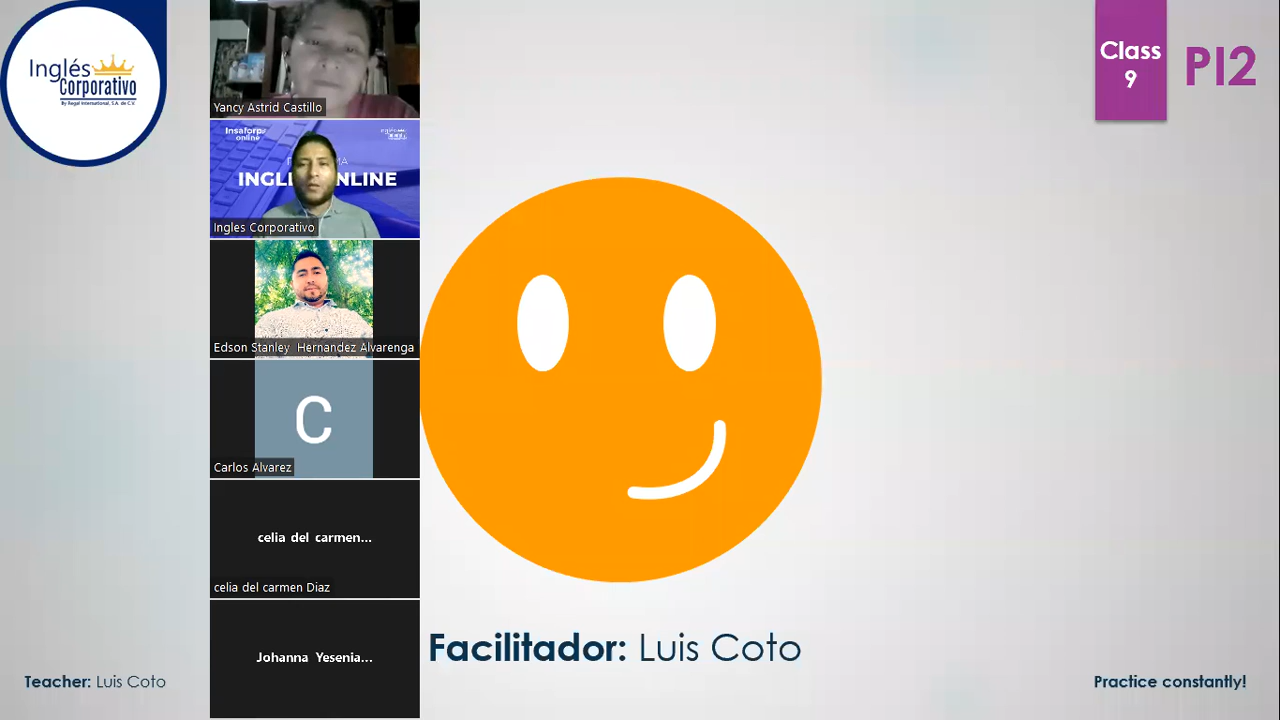 Inglés
Corporativo
By Regal International, S.A. de C.V.
Yancy Astrid Castillo
Insaforp
online
INGL NLINE
Ingles Corporativo
Edson Stanley Hernandez Alvarenga
C
Carlos Alvarez
celia del carmen...
celia del carmen Diaz
Johanna Yesenia...
Class
9
PI2
Facilitador: Luis Coto
Teacher: Luis Coto
Practice constantly!